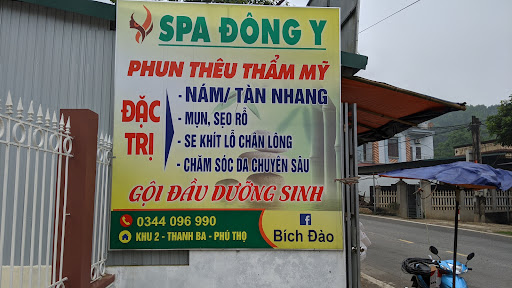 SPA ĐÔNG Y
PHUN THÊU THẨM MỸ
ĐẶC TRỊ
- NÁM/ TÀN NHANG
- MỤN, SẸO RỖ
- SE KHÍT LỖ CHÂN LÔNG
- CHĂM SÓC DA CHUYÊN SÂU
GỘI ĐẦU DƯỠNG SINH
0344 096 990
KHU 2 - THANH BA - PHÚ THỌ
f
Bích Đào